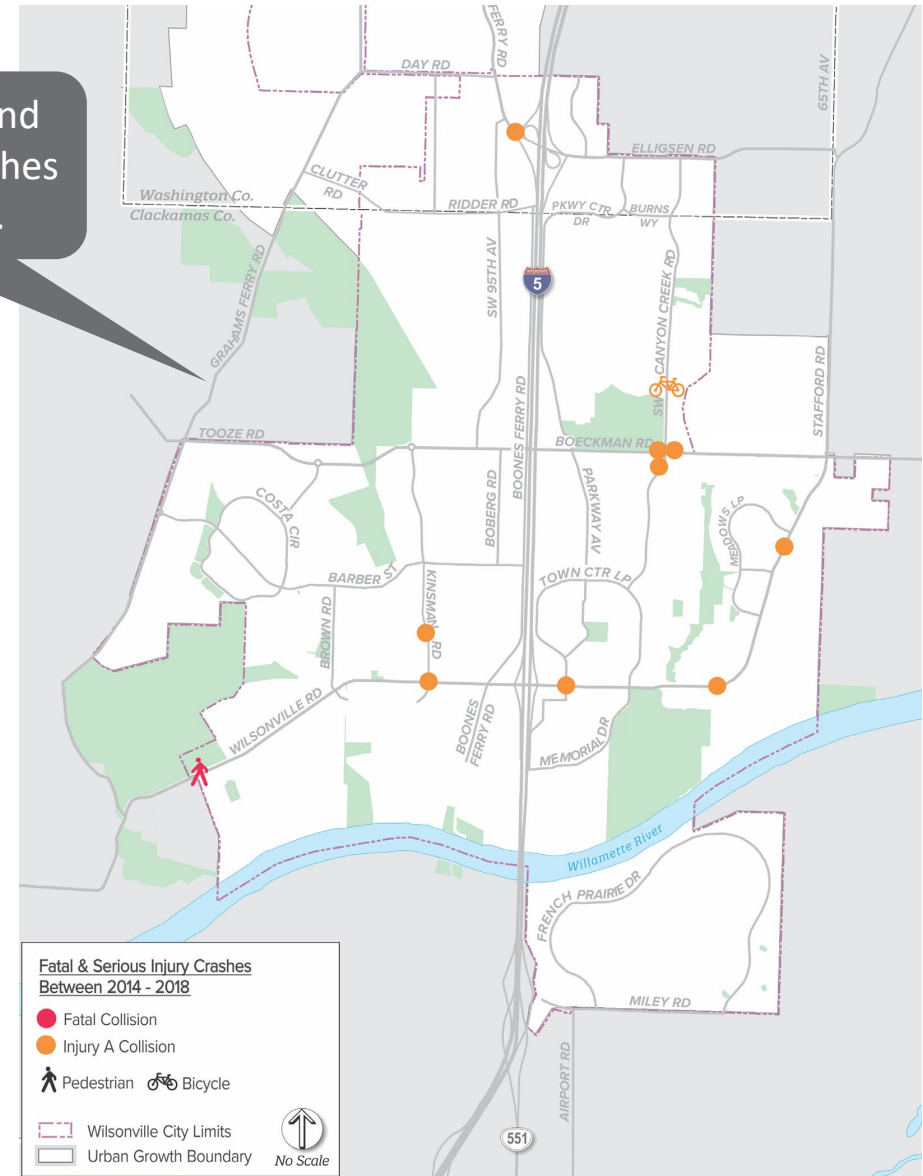 FERRY RD
DAY RD
65TH AV
nd
hes
.
ELLIGSEN RD
CLUTTER
RD
Washington Co.
Clackamas Co.
RIDDER RD
PKWY CTR
DR
BURNS
WY
GRAHAMS FERRY RD
SW 95TH AV
INTERSTATE
5
SW CANYON CREEK RD
BOONES FERRY RD
STAFFORD RD
TOOZE RD
BOECKMAN RD
COSTA CIR
BOBERG RD
PARKWAY AV
MEADOWS LP
BARBER ST
TOWN CTR LP
KINSMAN RD
BROWN RD
WILSONVILLE RD
BOONES
FERRY RD
MEMORIAL DR
Willamette River
FRENCH PRAIRIE DR
MILEY RD
AIRPORT RD
551
Fatal & Serious Injury Crashes
Between 2014 - 2018
Fatal Collision
Injury A Collision
Pedestrian Bicycle
Wilsonville City Limits
Urban Growth Boundary
No Scale